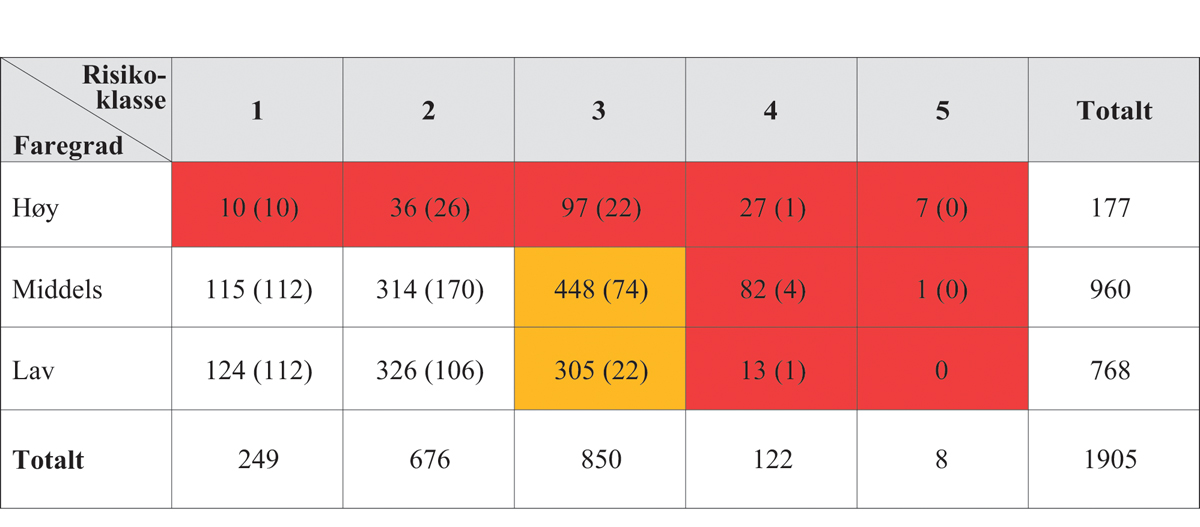 Risiko-
klasse
Faregrad
1 2 3 4 5 Totalt
Høy 10 (10) 36 (26) 97 (22) 27 (1) 7 (0) 177
Middels 115 (112) 314 (170) 448 (74) 82 (4) 1 (0) 960
Lav 124 (112) 326 (106) 305 (22) 13 (1) 0 768
Totalt 249 676 850 122 8 1905